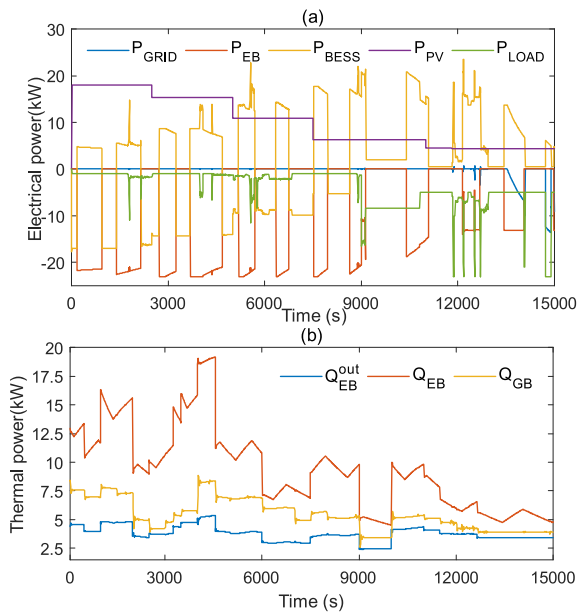 (a)
P_GRID P_EB P_BESS P_PV P_LOAD
30
20
10
0
-10
-20
Electrical power(kW)
0 3000 6000 9000 12000 15000
Time (s)
(b)
Q_EB^out Q_EB Q_GB
20
17.5
15
12.5
10
7.5
5
2.5
Thermal power(kW)
0 3000 6000 9000 12000 15000
Time (s)